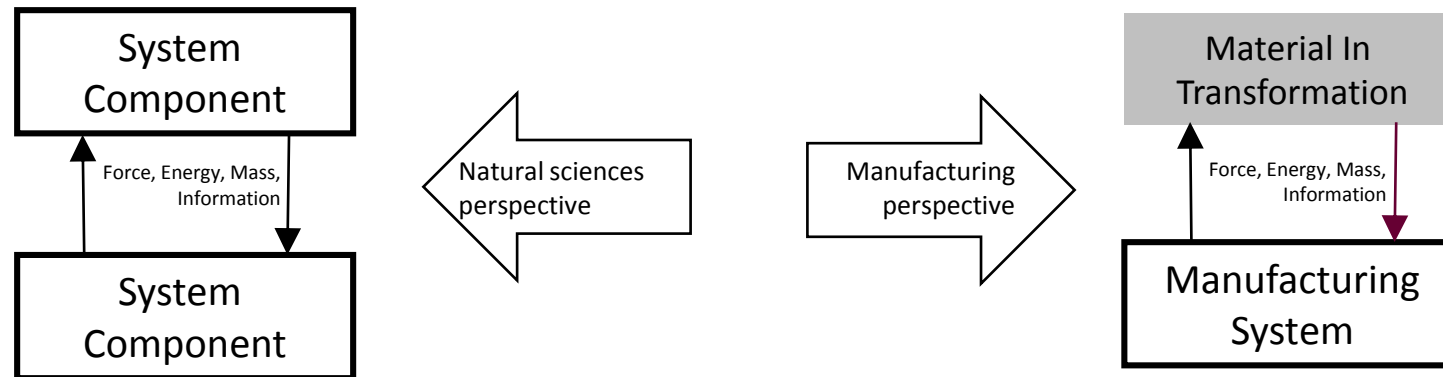 System
Component
Force, Energy, Mass,
Information
System
Component
Natural sciences
perspective
Manufacturing
perspective
Material In
Transformation
Force, Energy, Mass,
Information
Manufacturing
System